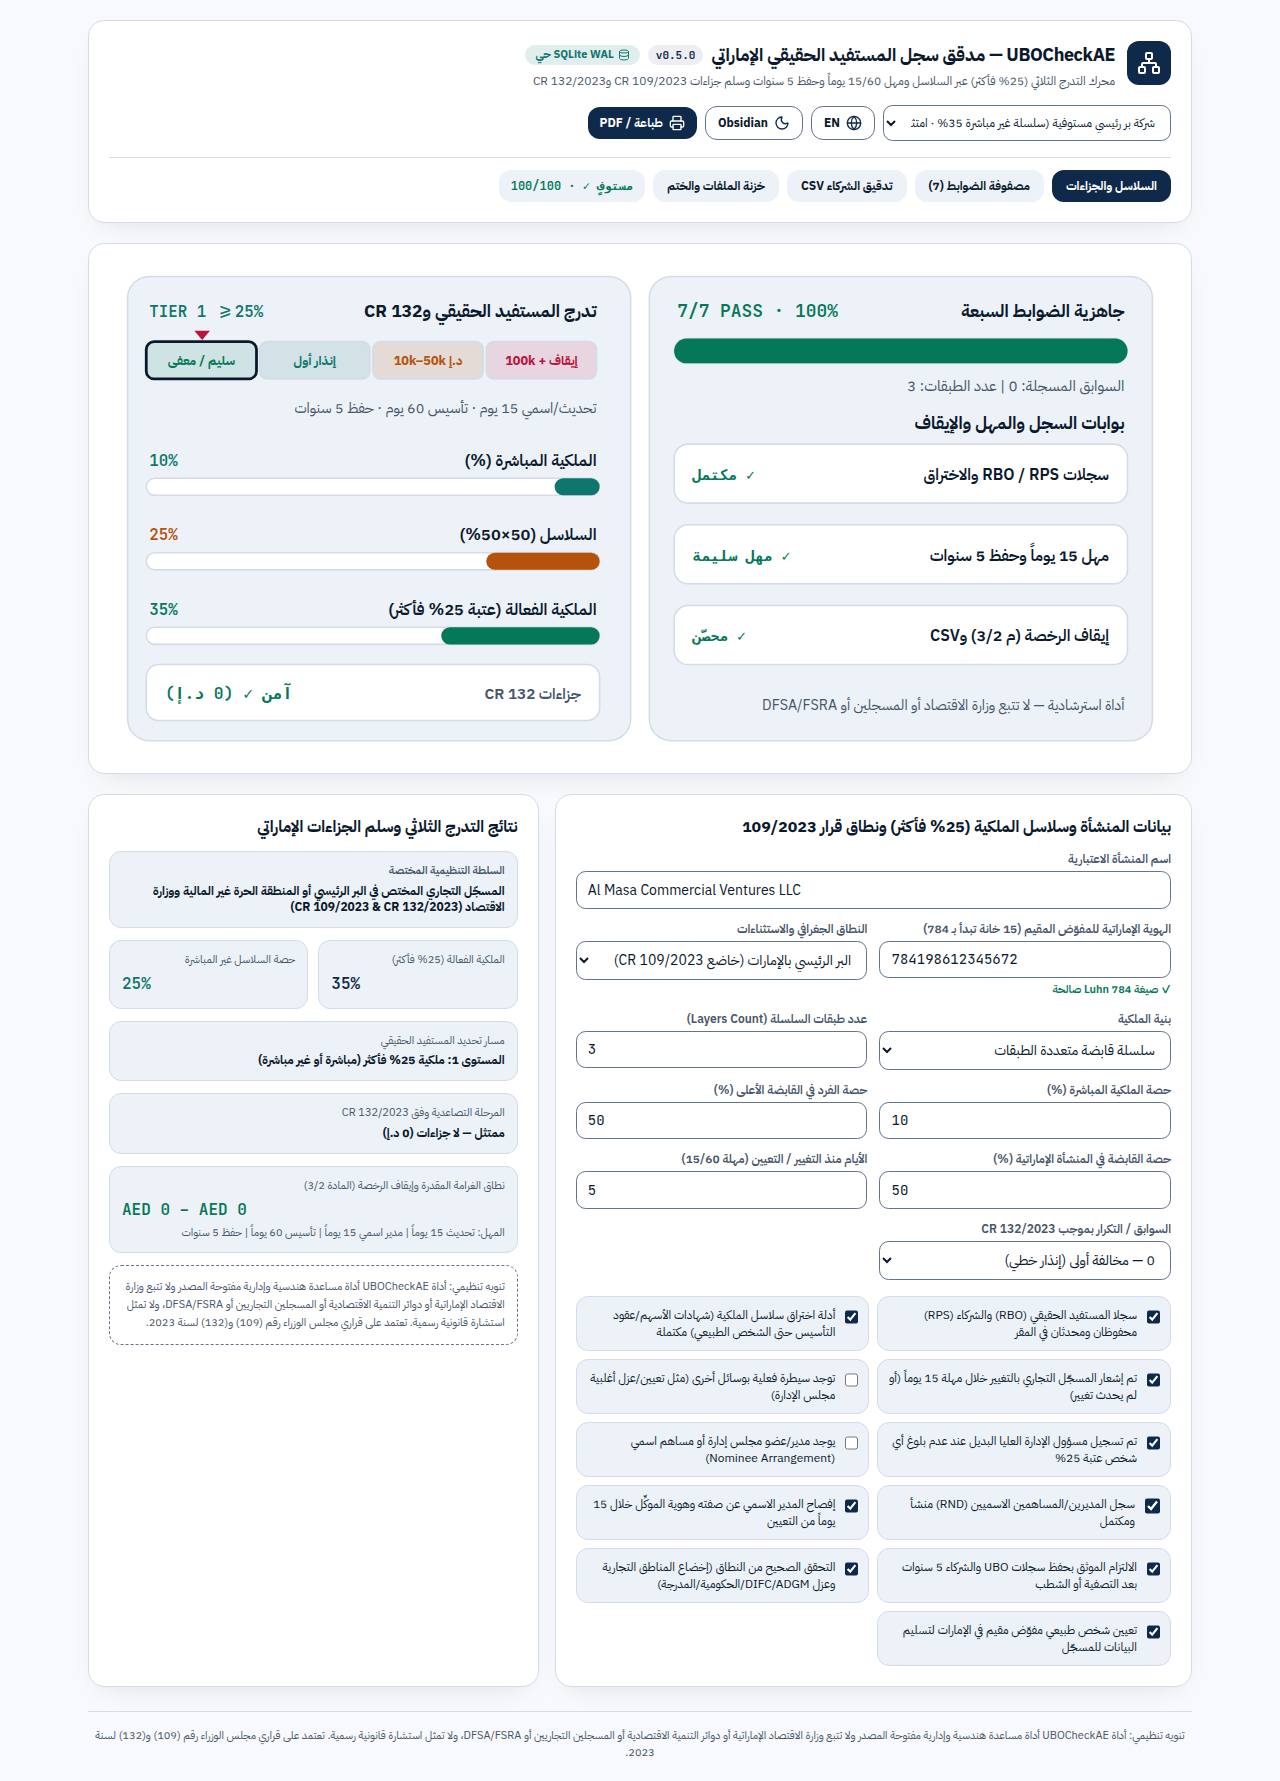 UBOCheckAE — مدقق سجل المستفيد الحقيقي الإماراتي v0.5.0 SQLite WAL حي
محرك التدرج الثلاثي (25% فأكثر) عبر السلاسل ومهل 15/60 يوماً وحفظ 5 سنوات وسلم جزاءات CR 109/2023 وCR 132/2023
شركة بر رئيسي مستوفية (سلسلة غير مباشرة 35% · امتث
EN
Obsidian
طباعة / PDF
السلاسل والجزاءات
مصفوفة الضوابط (7)
تدقيق الشركاء CSV
خزنة الملفات والختم
مستوفٍ ✓ · 100/100
جاهزية الضوابط السبعة
7/7 PASS · 100%
السوابق المسجلة: 0 | عدد الطبقات: 3
بوابات السجل والمهل والإيقاف
سجلات RBO / RPS والاختراق
✓ مكتمل
مهل 15 يوماً وحفظ 5 سنوات
✓ مهل سليمة
إيقاف الرخصة (م 3/2) وCSV
✓ محصّن
أداة استرشادية — لا تتبع وزارة الاقتصاد أو المسجلين أو DFSA/FSRA
تدرج المستفيد الحقيقي وCR 132
TIER 1 ≥25%
إيقاف + 100k
د.إ 10k–50k
إنذار أول
سليم / معفى
تحديث/اسمي 15 يوم · تأسيس 60 يوم · حفظ 5 سنوات
الملكية المباشرة (%)
10%
السلاسل (50×50%)
25%
الملكية الفعالة (عتبة 25% فأكثر)
35%
جزاءات CR 132
آمن ✓ (0 د.إ)
بيانات المنشأة وسلاسل الملكية (25% فأكثر) ونطاق قرار 109/2023
اسم المنشأة الاعتبارية
Al Masa Commercial Ventures LLC
الهوية الإماراتية للمفوّض المقيم (15 خانة تبدأ بـ 784)
784198612345672
✓ صيغة Luhn 784 صالحة
النطاق الجغرافي والاستثناءات
البر الرئيسي بالإمارات (خاضع CR 109/2023)
بنية الملكية
سلسلة قابضة متعددة الطبقات
عدد طبقات السلسلة (Layers Count)
3
حصة الملكية المباشرة (%)
10
حصة الفرد في القابضة الأعلى (%)
50
حصة القابضة في المنشأة الإماراتية (%)
50
الأيام منذ التغيير / التعيين (مهلة 15/60)
5
السوابق / التكرار بموجب CR 132/2023
0 — مخالفة أولى (إنذار خطي)
سجلا المستفيد الحقيقي (RBO) والشركاء (RPS)
محفوظان ومحدثان في المقر
أدلة اختراق سلاسل الملكية (شهادات الأسهم/عقود
التأسيس حتى الشخص الطبيعي) مكتملة
تم إشعار المسجّل التجاري بالتغيير خلال مهلة 15 يوماً (أو
لم يحدث تغيير)
توجد سيطرة فعلية بوسائل أخرى (مثل تعيين/عزل أغلبية
مجلس الإدارة)
تم تسجيل مسؤول الإدارة العليا البديل عند عدم بلوغ أي
شخص عتبة 25%
يوجد مدير/عضو مجلس إدارة أو مساهم اسمي
(Nominee Arrangement)
سجل المديرين/المساهمين الاسميين (RND) منشأ
ومكتمل
إفصاح المدير الاسمي عن صفته وهوية الموكّل خلال 15
يوماً من التعيين
الالتزام الموثق بحفظ سجلات UBO والشركاء 5 سنوات
بعد التصفية أو الشطب
التحقق الصحيح من النطاق (إخضاع المناطق التجارية
وعزل DIFC/ADGM/الحكومية/المدرجة)
تعيين شخص طبيعي مفوّض مقيم في الإمارات لتسليم
البيانات للمسجّل
نتائج التدرج الثلاثي وسلم الجزاءات الإماراتي
السلطة التنظيمية المختصة
المسجّل التجاري المختص في البر الرئيسي أو المنطقة الحرة غير المالية ووزارة
الاقتصاد (CR 109/2023 & CR 132/2023)
الملكية الفعالة (25% فأكثر)
35%
حصة السلاسل غير المباشرة
25%
مسار تحديد المستفيد الحقيقي
المستوى 1: ملكية 25% فأكثر (مباشرة أو غير مباشرة)
المرحلة التصاعدية وفق CR 132/2023
ممتثل — لا جزاءات (0 د.إ)
نطاق الغرامة المقدرة وإيقاف الرخصة (المادة 3/2)
AED 0 – AED 0
المهل: تحديث 15 يوماً | مدير اسمي 15 يوماً | تأسيس 60 يوماً | حفظ 5 سنوات
تنويه تنظيمي: أداة UBOCheckAE أداة مساعدة هندسية وإدارية مفتوحة المصدر ولا تتبع وزارة
الاقتصاد الإماراتية أو دوائر التنمية الاقتصادية أو المسجلين التجاريين أو DFSA/FSRA، ولا تمثل
استشارة قانونية رسمية. تعتمد على قراري مجلس الوزراء رقم (109) و(132) لسنة 2023.
تنويه تنظيمي: أداة UBOCheckAE أداة مساعدة هندسية وإدارية مفتوحة المصدر ولا تتبع وزارة الاقتصاد الإماراتية أو دوائر التنمية الاقتصادية أو المسجلين التجاريين أو DFSA/FSRA، ولا تمثل استشارة قانونية رسمية. تعتمد على قراري مجلس الوزراء رقم (109) و(132) لسنة
2023.